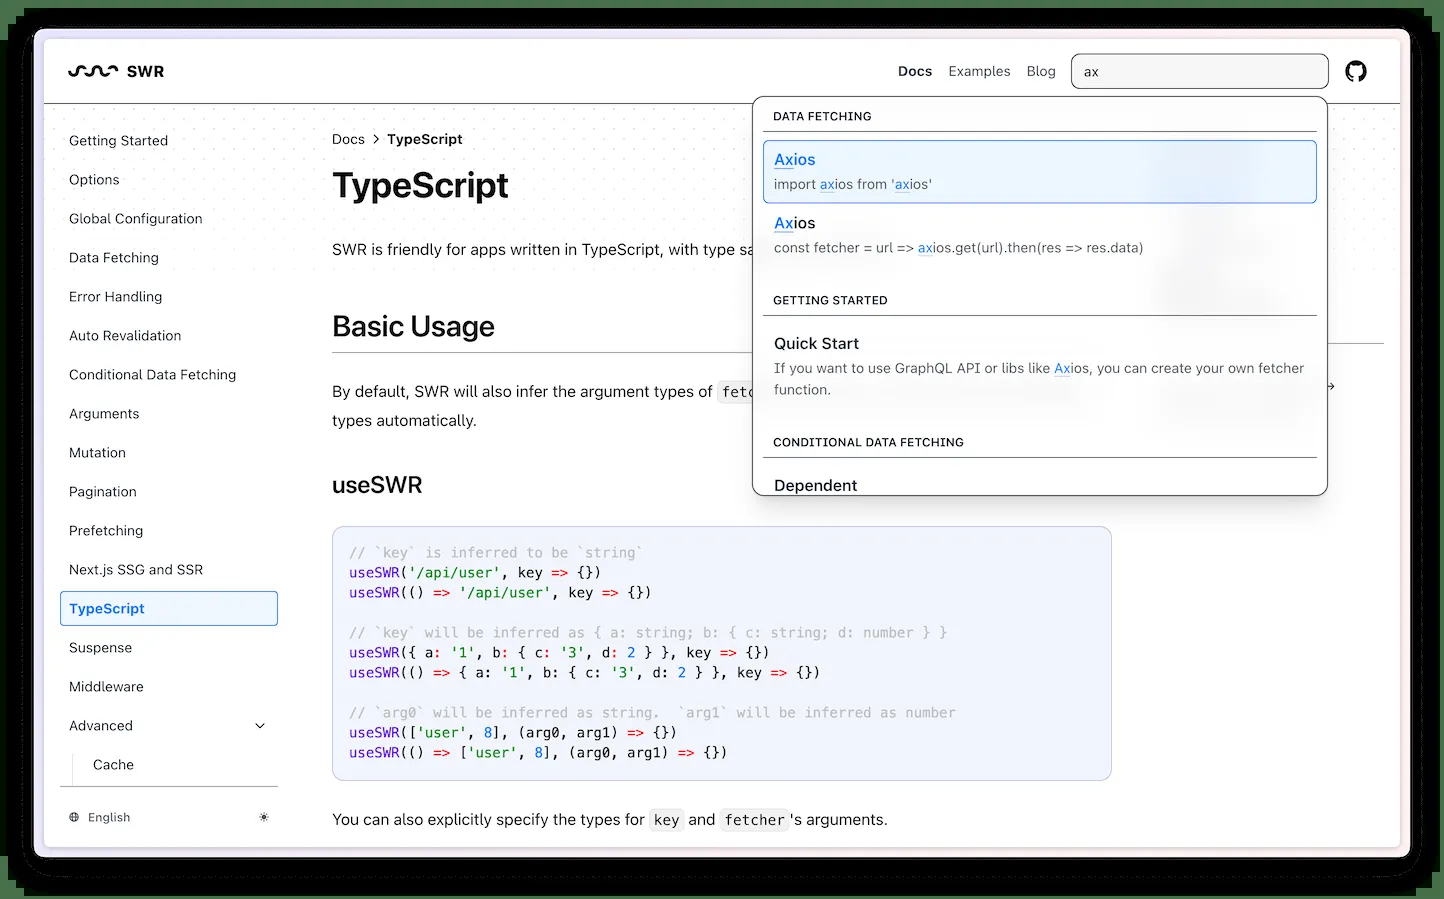 SWR
Docs
Examples
Blog
ax
Getting Started
Options
Global Configuration
Data Fetching
Error Handling
Auto Revalidation
Conditional Data Fetching
Arguments
Mutation
Pagination
Prefetching
Next.js SSG and SSR
TypeScript
Suspense
Middleware
Advanced
Cache
English
Docs > TypeScript
TypeScript
SWR is friendly for apps written in TypeScript, with type
Basic Usage
By default, SWR will also infer the argument types of
types automatically.
useSWR
// `key` is inferred to be `string`
useSWR('/api/user', key => {})
useSWR(() => '/api/user', key => {})
// `key` will be inferred as { a: string; b: { c: string; d: number } }
useSWR({ a: '1', b: { c: '3', d: 2 } }, key => {})
useSWR(() => { a: '1', b: { c: '3', d: 2 } }, key => {})
// `arg0` will be inferred as string. `arg1` will be inferred as number
useSWR(['user', 8], (arg0, arg1) => {})
useSWR(() => ['user', 8], (arg0, arg1) => {})
You can also explicitly specify the types for key and fetcher's arguments.
DATA FETCHING
Axios
import axios from 'axios'
Axios
const fetcher = url => axios.get(url).then(res => res.data)
GETTING STARTED
Quick Start
If you want to use GraphQL API or libs like Axios, you can create your own fetcher
function.
CONDITIONAL DATA FETCHING
Dependent